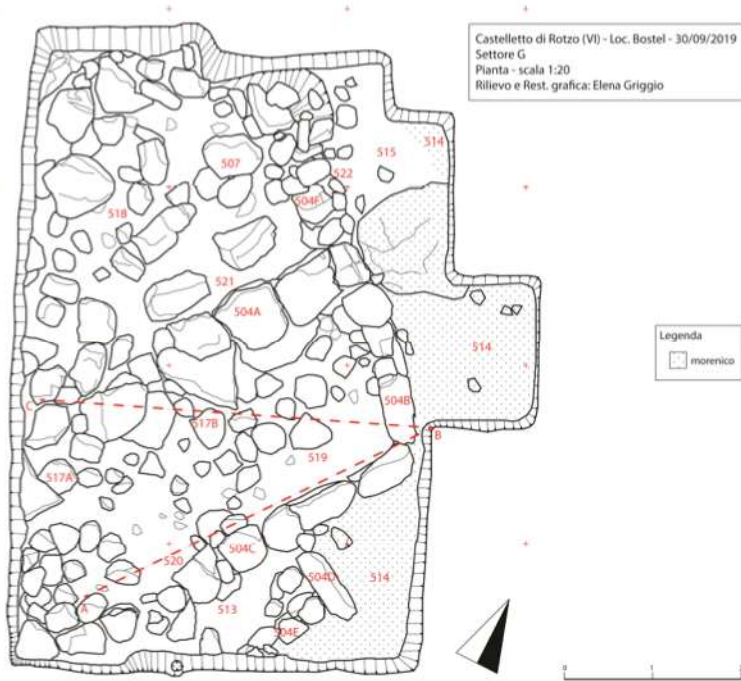 Castelletto di Rotzo (VI) - Loc. Bostel - 30/09/2019
Settore G
Pianta - scala 1:20
Rilievo e Rest. grafica: Elena Griggio
514
515
507
522
504F
518
521
504A
Legenda
morenico
514
C
504B
517B
B
519
517A
504C
520
504D
514
A
513
504E
0 1